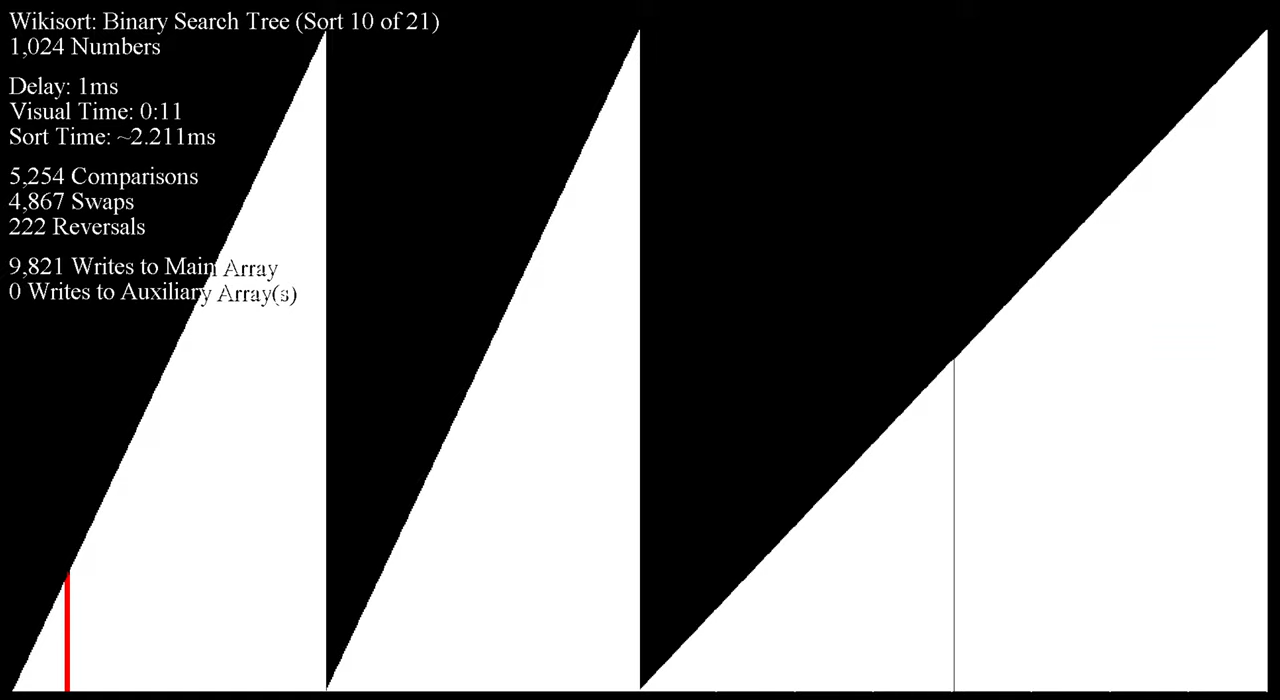 Wikisort: Binary Search Tree (Sort 10 of 21)
1,024 Numbers
Delay: 1ms
Visual Time: 0:11
Sort Time: ~2.211ms
5,254 Comparisons
4,867 Swaps
222 Reversals
9,821 Writes to Main Array
0 Writes to Auxiliary Array(s)